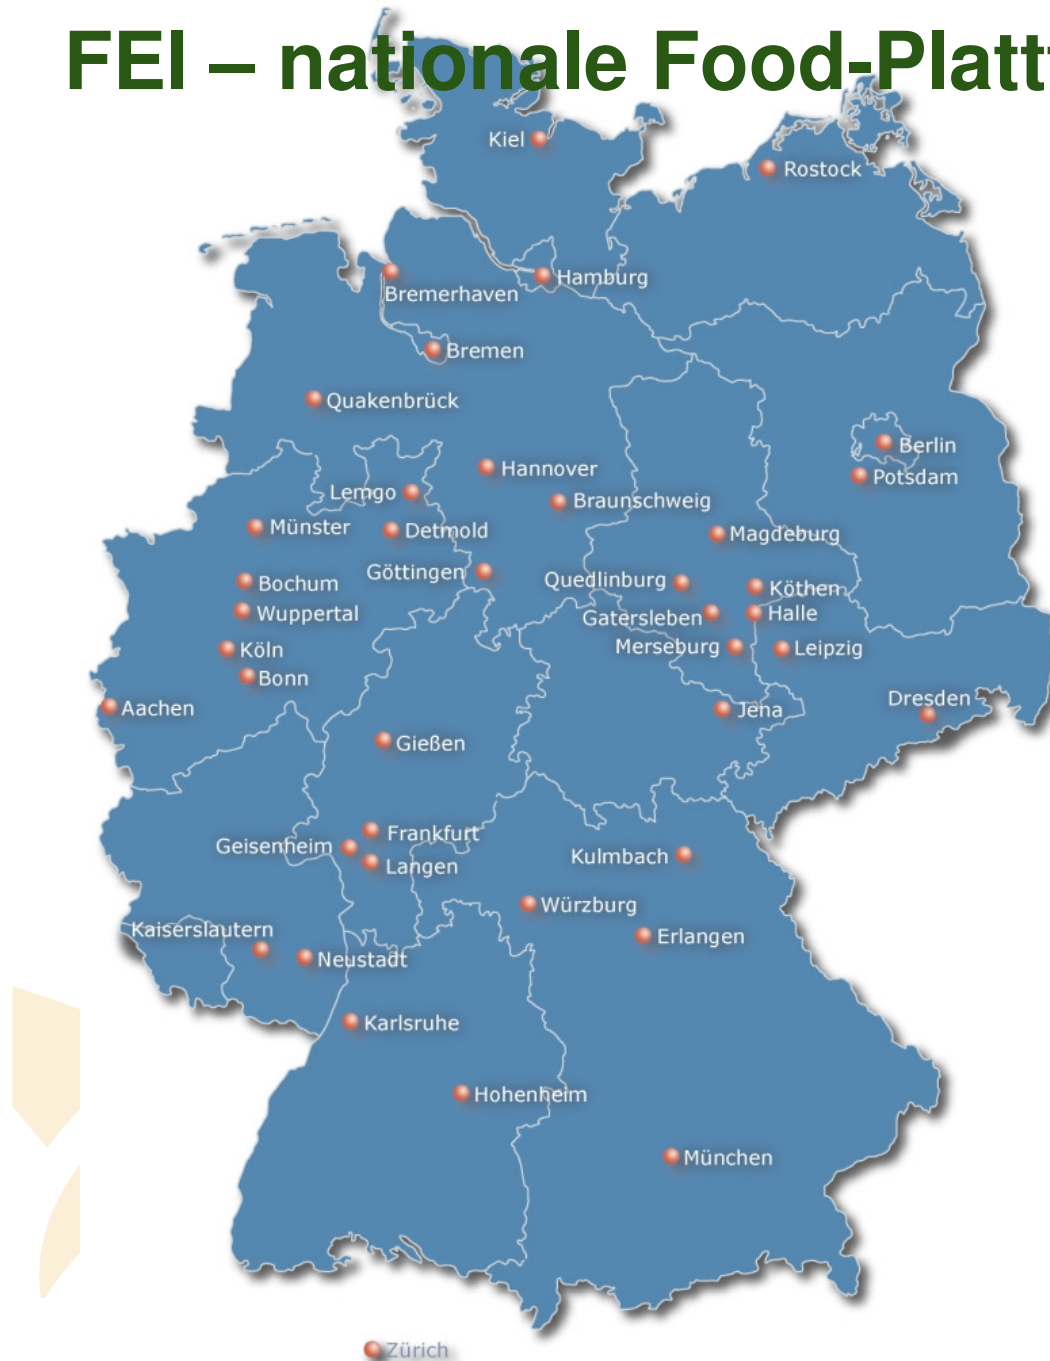 FEI – nationale Food-Platt
Kiel
Rostock
Hamburg
Bremerhaven
Bremen
Quakenbrück
Berlin
Hannover
Potsdam
Lemgo
Braunschweig
Münster
Detmold
Magdeburg
Göttingen
Quedlinburg
Bochum
Köthen
Wuppertal
Gatersleben
Halle
Merseburg
Leipzig
Köln
Bonn
Dresden
Aachen
Jena
Gießen
Frankfurt
Geisenheim
Langen
Kulmbach
Würzburg
Kaiserslautern
Erlangen
Neustadt
Karlsruhe
Hohenheim
München
Zürich